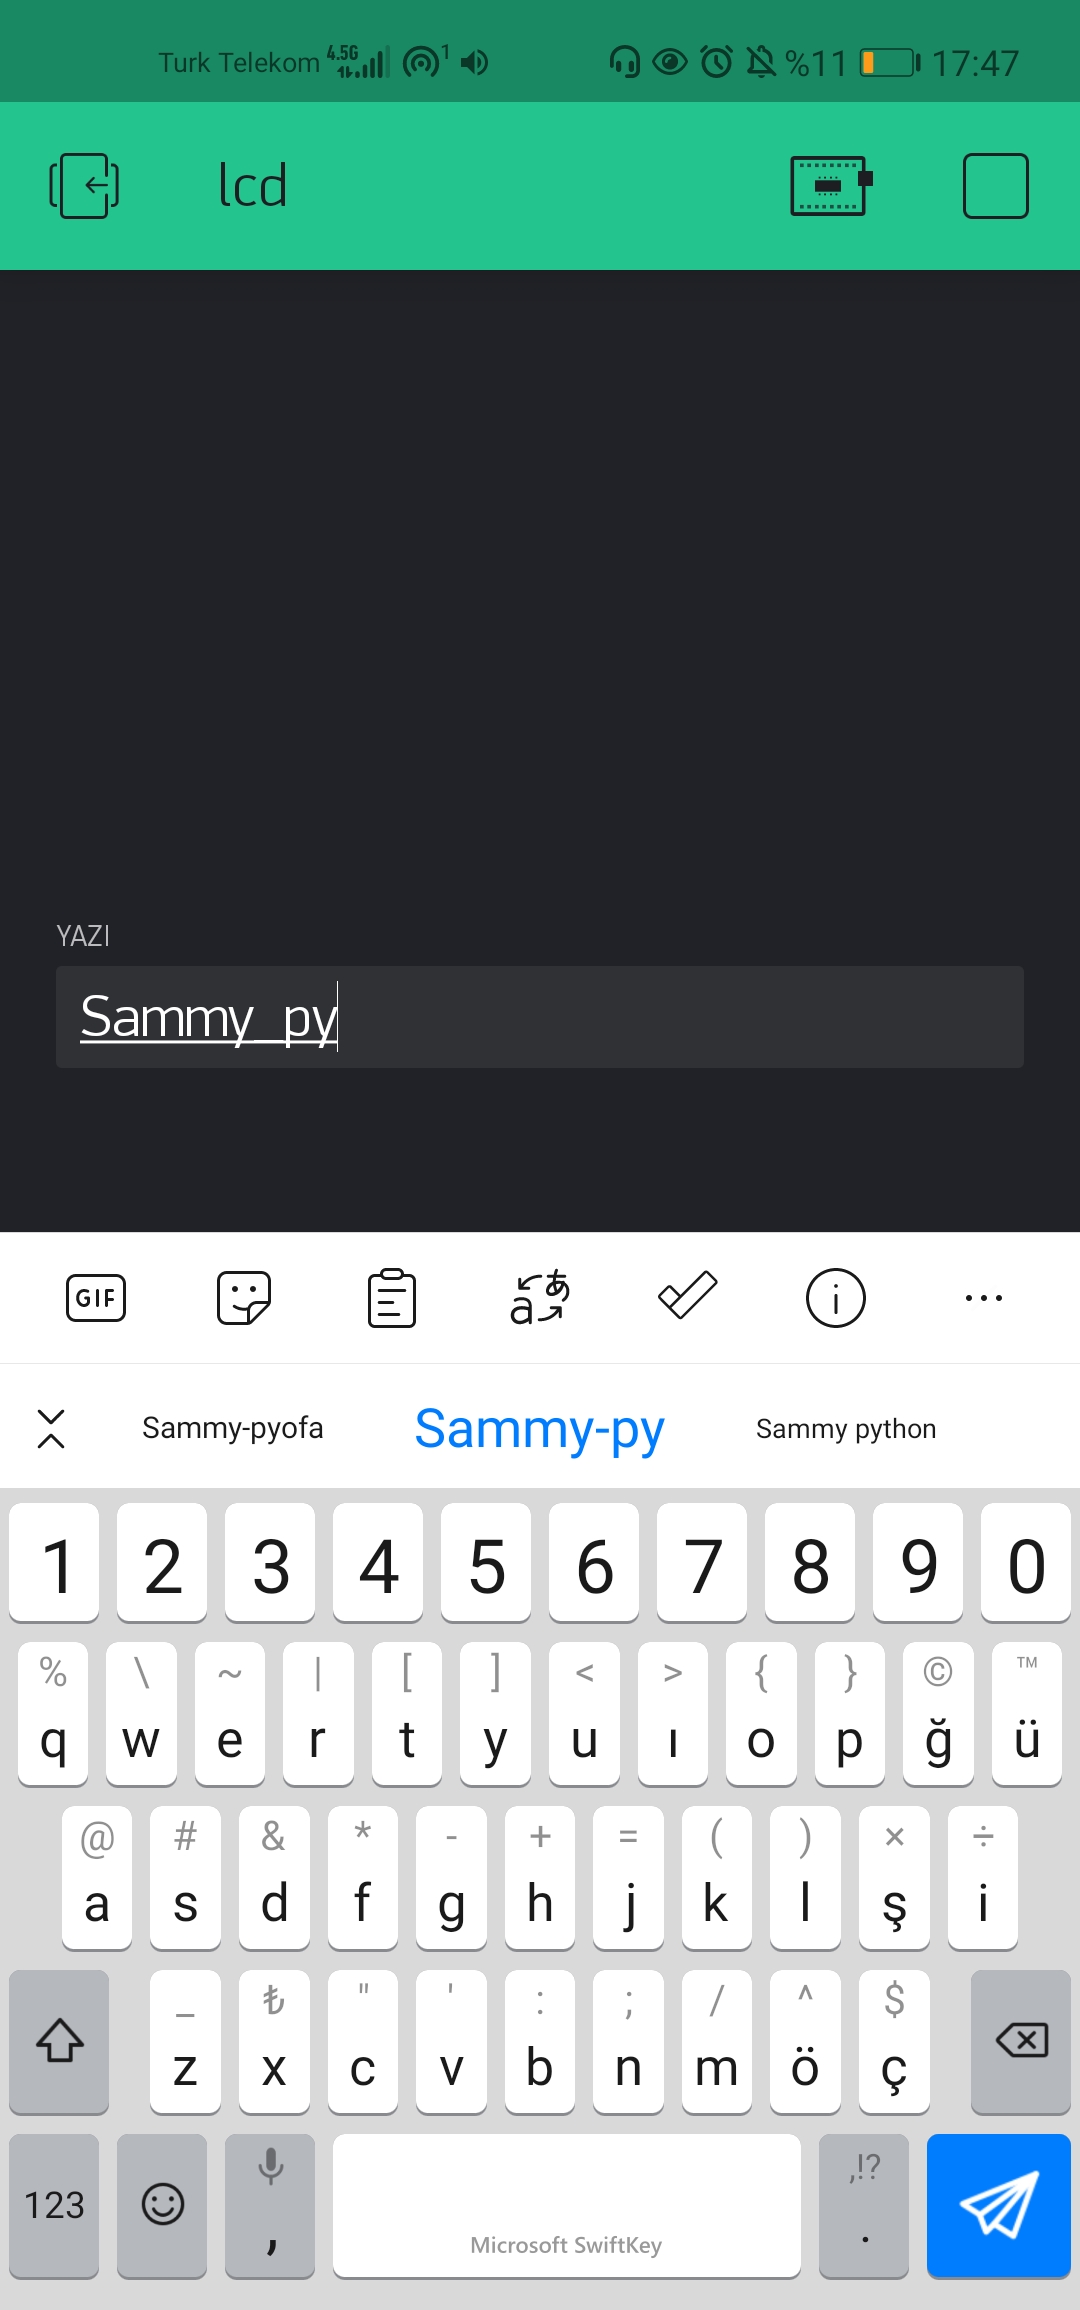 Turk Telekom 4.5G 1 %11 17:47
lcd
YAZI
Sammy_py
GIF
Sammy-pyofa Sammy-py Sammy python
1 2 3 4 5 6 7 8 9 0
% \ ~ | [ ] < > { } © ™
q w e r t y u ı o p ğ ü
@ # & * - + = ( ) × ÷
a s d f g h j k l ş i
_ ₺ " ' : ; / ^ $
z x c v b n m ö ç
,!?
123 , Microsoft SwiftKey .